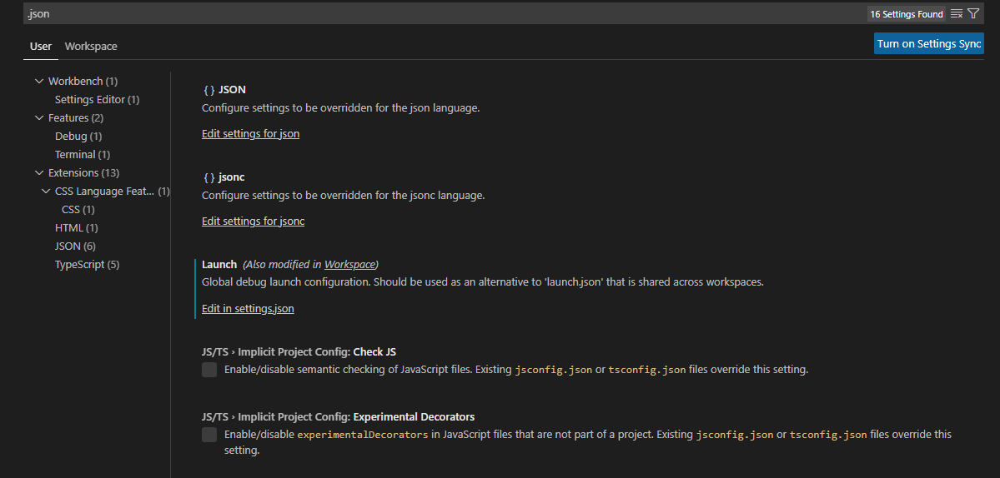 .json
16 Settings Found
User Workspace
Turn on Settings Sync
Workbench (1)
Settings Editor (1)
Features (2)
Debug (1)
Terminal (1)
Extensions (13)
CSS Language Feat... (1)
CSS (1)
HTML (1)
JSON (6)
TypeScript (5)
{ } JSON
Configure settings to be overridden for the json language.
Edit settings for json
{ } jsonc
Configure settings to be overridden for the jsonc language.
Edit settings for jsonc
Launch (Also modified in Workspace)
Global debug launch configuration. Should be used as an alternative to 'launch.json' that is shared across workspaces.
Edit in settings.json
JS/TS › Implicit Project Config: Check JS
Enable/disable semantic checking of JavaScript files. Existing jsconfig.json or tsconfig.json files override this setting.
JS/TS › Implicit Project Config: Experimental Decorators
Enable/disable experimentalDecorators in JavaScript files that are not part of a project. Existing jsconfig.json or tsconfig.json files override this
setting.